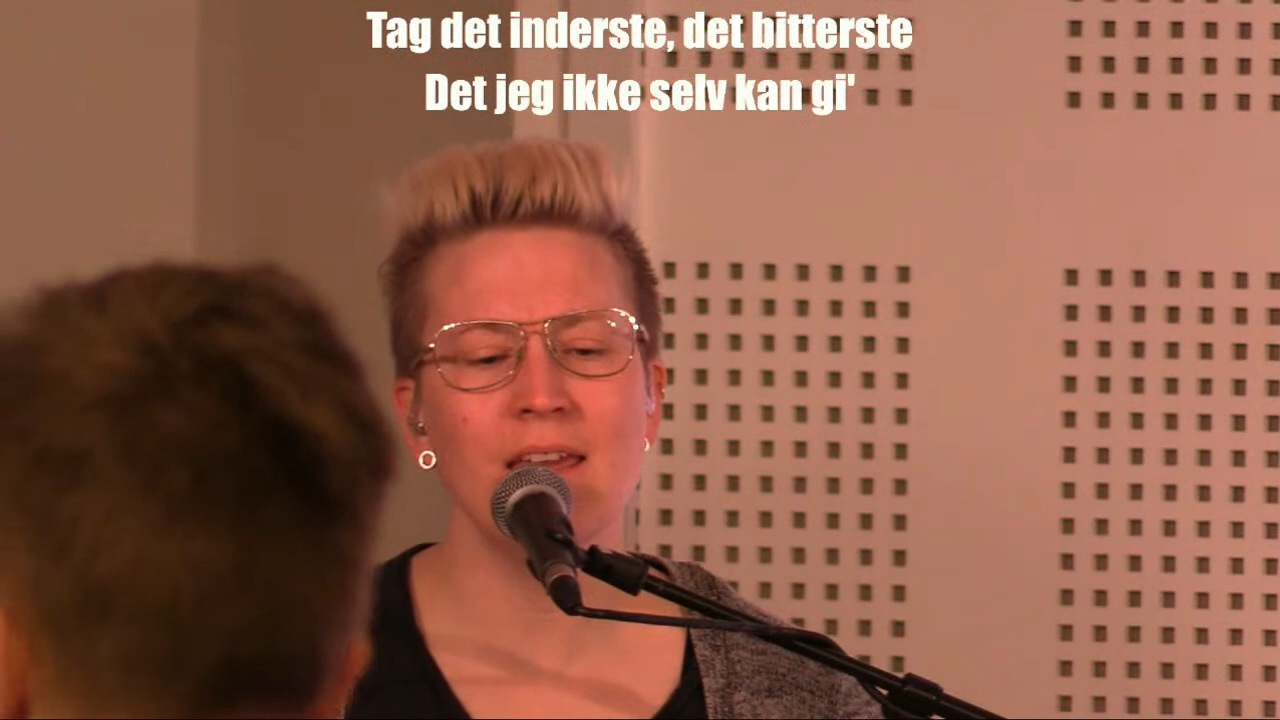 Tag det inderste, det bitterste
Det jeg ikke selv kan gi'